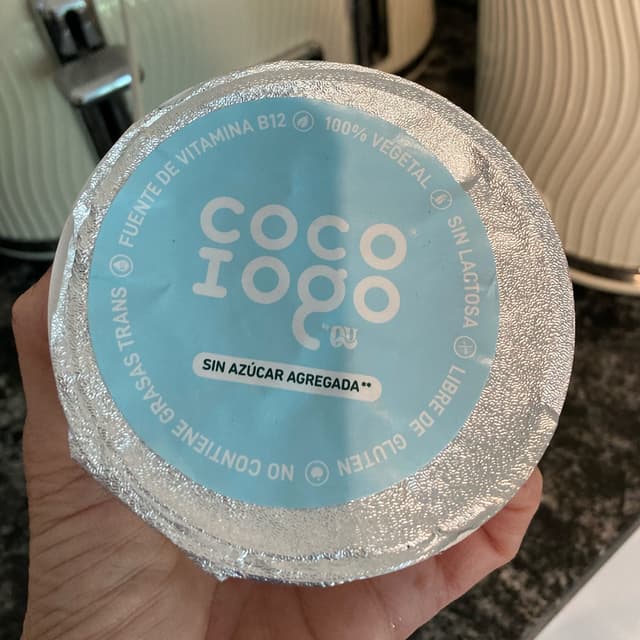 COCO
IOGO
SIN AZÚCAR AGREGADA**
FUENTE DE VITAMINA B12
100% VEGETAL
SIN LACTOSA
LIBRE DE GLUTEN
NO CONTIENE GRASAS TRANS